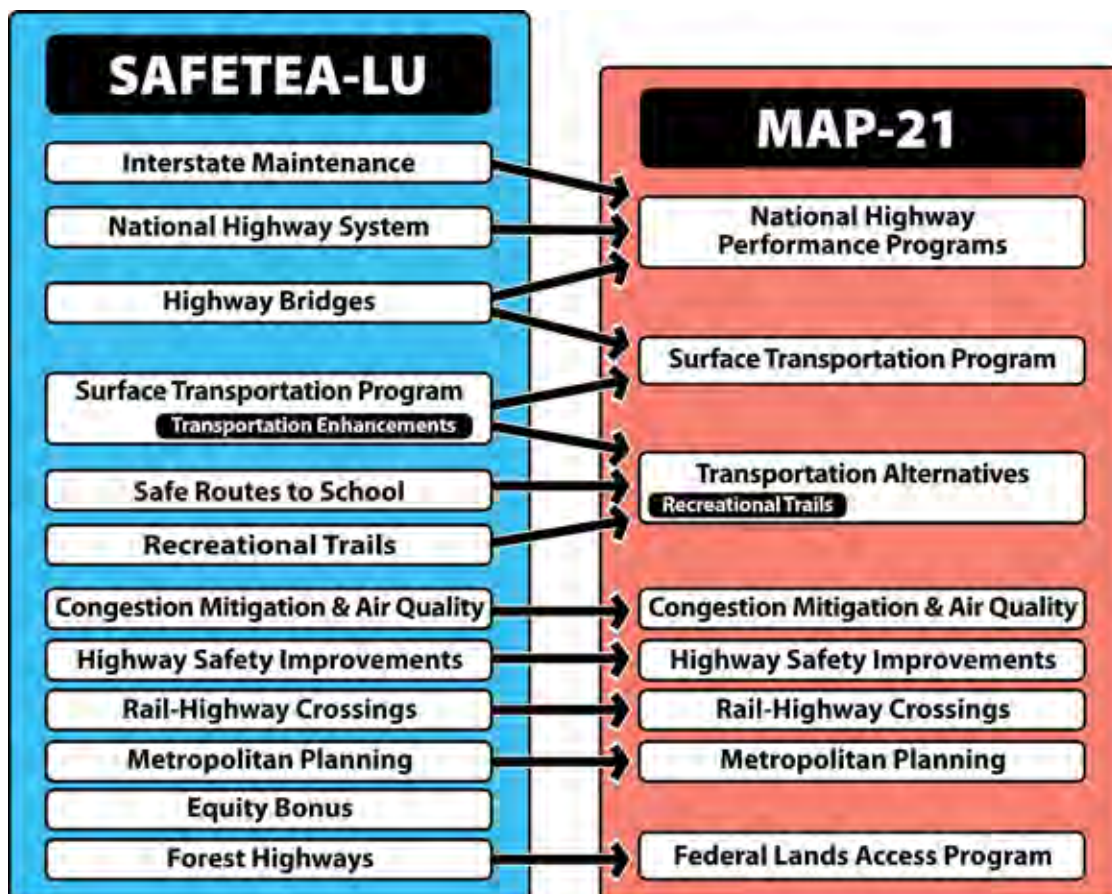 SAFETEA-LU
Interstate Maintenance
National Highway System
Highway Bridges
Surface Transportation Program
Transportation Enhancements
Safe Routes to School
Recreational Trails
Congestion Mitigation & Air Quality
Highway Safety Improvements
Rail-Highway Crossings
Metropolitan Planning
Equity Bonus
Forest Highways
MAP-21
National Highway
Performance Programs
Surface Transportation Program
Transportation Alternatives
Recreational Trails
Congestion Mitigation & Air Quality
Highway Safety Improvements
Rail-Highway Crossings
Metropolitan Planning
Federal Lands Access Program